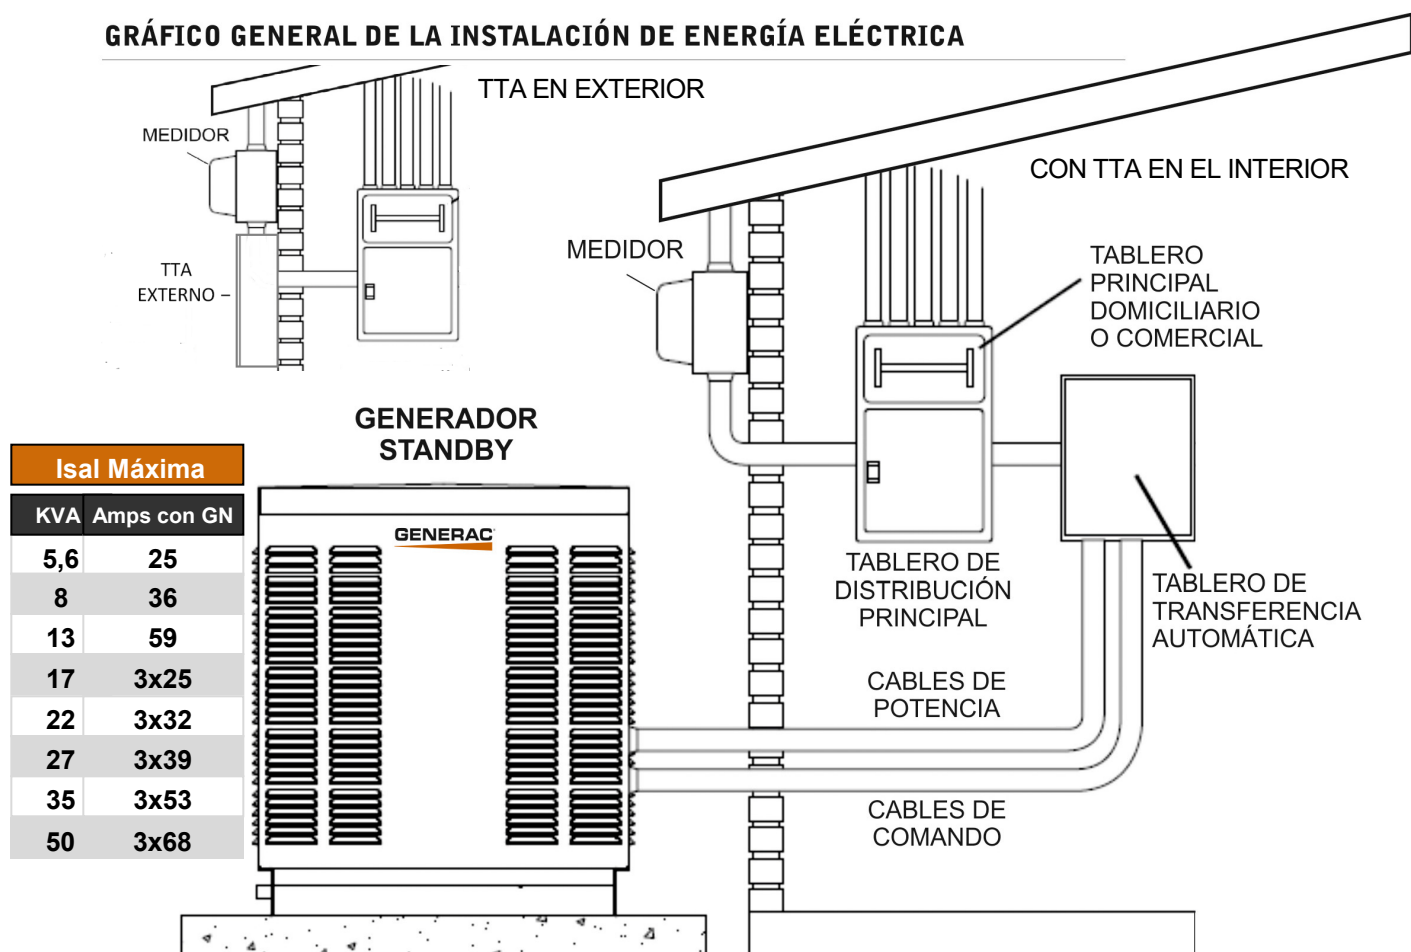 GRÁFICO GENERAL DE LA INSTALACIÓN DE ENERGÍA ELÉCTRICA
TTA EN EXTERIOR
MEDIDOR
TTA
EXTERNO
CON TTA EN EL INTERIOR
MEDIDOR
TABLERO
PRINCIPAL
DOMICILIARIO
O COMERCIAL
GENERADOR
STANDBY
GENERAC
Isal Máxima
KVA Amps con GN
5,6 25
8 36
13 59
17 3x25
22 3x32
27 3x39
35 3x53
50 3x68
TABLERO DE
DISTRIBUCIÓN
PRINCIPAL
TABLERO DE
TRANSFERENCIA
AUTOMÁTICA
CABLES DE
POTENCIA
CABLES DE
COMANDO